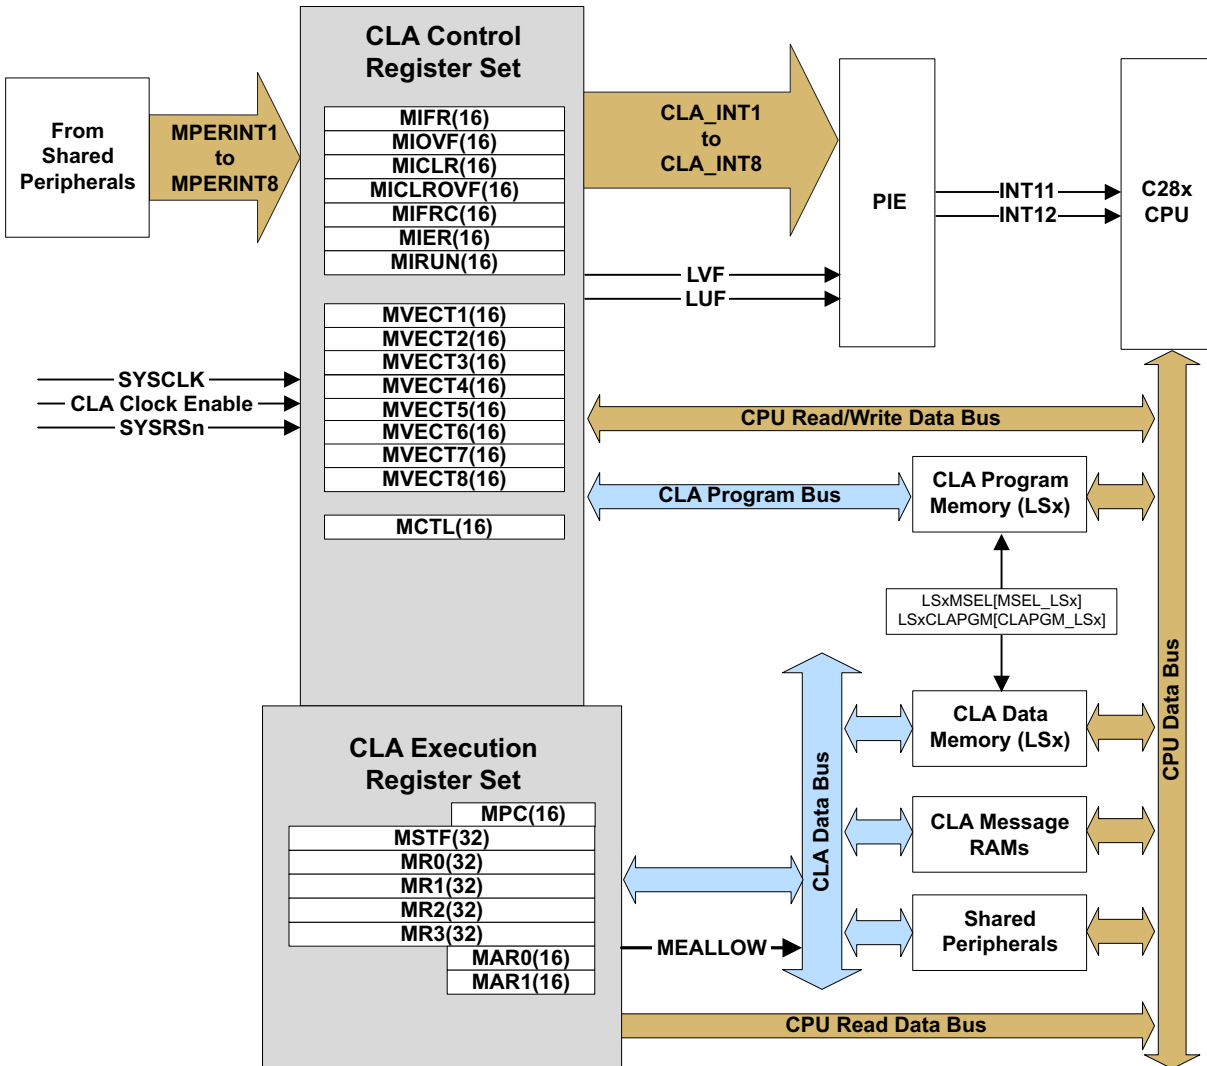 CLA Control
Register Set
From
Shared
Peripherals
MPERINT1
to
MPERINT8
MIFR(16)
MIOVF(16)
MICLR(16)
MICLROVF(16)
MIFRC(16)
MIER(16)
MIRUN(16)
CLA_INT1
to
CLA_INT8
PIE
INT11
INT12
C28x
CPU
LVF
LUF
MVECT1(16)
MVECT2(16)
MVECT3(16)
MVECT4(16)
MVECT5(16)
MVECT6(16)
MVECT7(16)
MVECT8(16)
SYSCLK
CLA Clock Enable
SYSRSn
CPU Read/Write Data Bus
CLA Program Bus
CLA Program
Memory (LSx)
MCTL(16)
LSxMSEL[MSEL_LSx]
LSxCLAPGM[CLAPGM_LSx]
CPU Data Bus
CLA Data Bus
CLA Data
Memory (LSx)
CLA Message
RAMs
Shared
Peripherals
CLA Execution
Register Set
MPC(16)
MSTF(32)
MR0(32)
MR1(32)
MR2(32)
MR3(32)
MAR0(16)
MAR1(16)
MEALLOW
CPU Read Data Bus